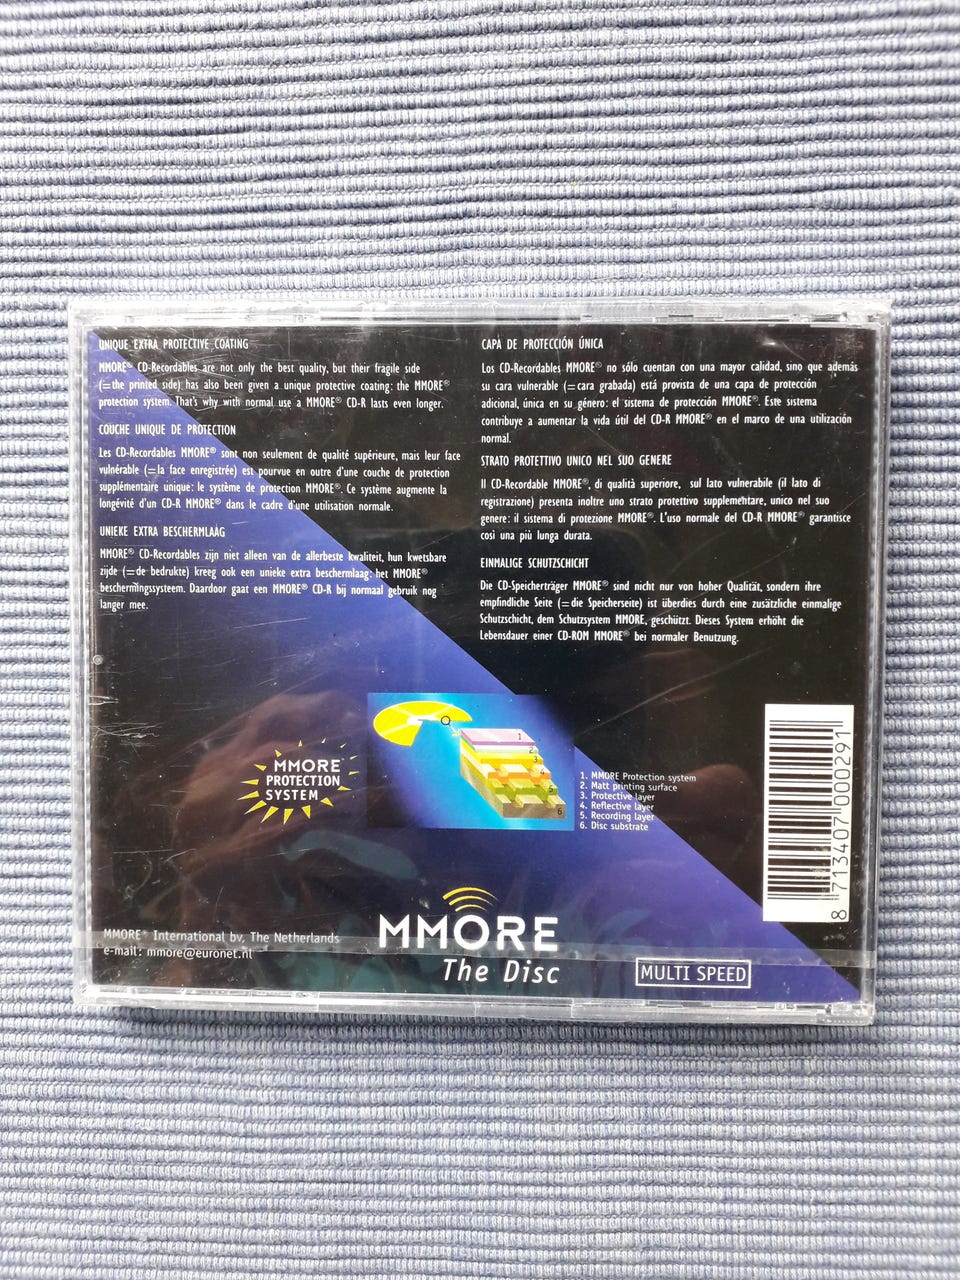 UNIQUE EXTRA PROTECTIVE COATING
MMORE® CD-Recordables are not only the best quality, but their fragile side
(=the printed side) has also been given a unique protective coating: the MMORE®
protection system. That's why with normal use a MMORE® CD-R lasts even longer.
COUCHE UNIQUE DE PROTECTION
Les CD-Recordables MMORE® sont non seulement de qualité supérieure, mais leur face
vulnérable (=la face enregistrée) est pourvue en outre d'une couche de protection
supplémentaire unique: le système de protection MMORE®. Ce système augmente la
longévité d'un CD-R MMORE® dans le cadre d'une utilisation normale.
UNIEKE EXTRA BESCHERMLAAG
MMORE® CD-Recordables zijn niet alleen van de allerbeste kwaliteit, hun kwetsbare
zijde (=de bedrukte) kreeg ook een unieke extra beschermlaag: het MMORE®
beschermingssysteem. Daardoor gaat een MMORE® CD-R bij normaal gebruik nog
langer mee.
CAPA DE PROTECCIÓN ÚNICA
Los CD-Recordables MMORE® no sólo cuentan con una mayor calidad, sino que además
su cara vulnerable (=cara grabada) está provista de una capa de protección
adicional, única en su género: el sistema de protección MMORE®. Este sistema
contribuye a aumentar la vida útil del CD-R MMORE® en el marco de una utilización
normal.
STRATO PROTETTIVO UNICO NEL SUO GENERE
Il CD-Recordable MMORE®, di qualità superiore, sul lato vulnerabile (il lato di
registrazione) presenta inoltre uno strato protettivo supplementare, unico nel suo
genere: il sistema di protezione MMORE®. L'uso normale del CD-R MMORE® garantisce
così una più lunga durata.
EINMALIGE SCHUTZSCHICHT
Die CD-Speicherträger MMORE® sind nicht nur von hoher Qualität, sondern ihre
empfindliche Seite (=die Speicherseite) ist überdies durch eine zusätzliche einmalige
Schutzschicht, dem Schutzsystem MMORE, geschützt. Dieses System erhöht die
Lebensdauer einer CD-ROM MMORE® bei normaler Benutzung.
MMORE
PROTECTION
SYSTEM
1
2
3
4
5
6
1. MMORE Protection system
2. Matt printing surface
3. Protective layer
4. Reflective layer
5. Recording layer
6. Disc substrate
8 713407 000291
MMORE® International bv, The Netherlands
e-mail: mmore@euronet.nl
MMORE
The Disc
MULTI SPEED